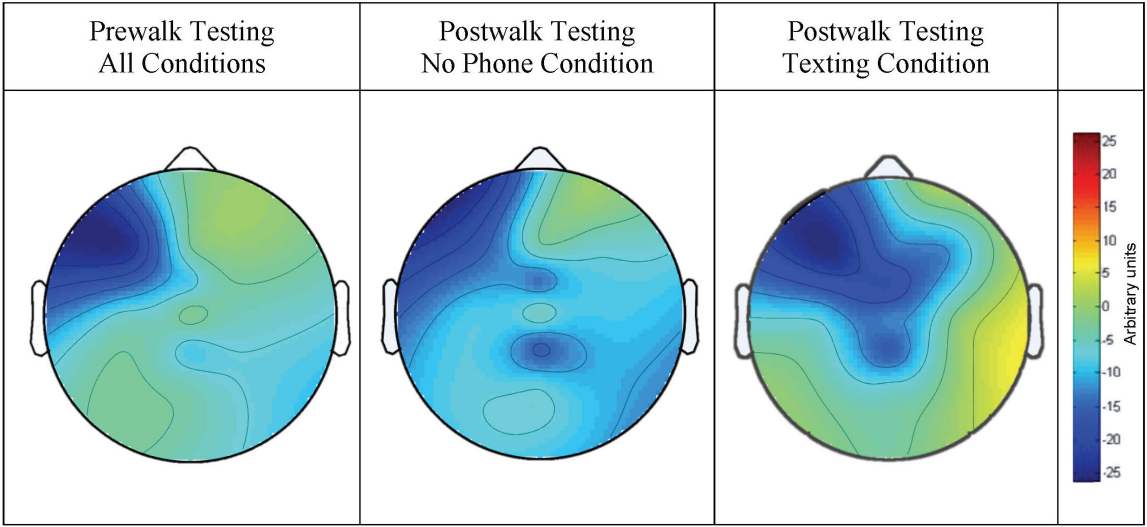 Prewalk Testing
All Conditions
Postwalk Testing
No Phone Condition
Postwalk Testing
Texting Condition
25
20
15
10
5
0
-5
-10
-15
-20
-25
Arbitrary units